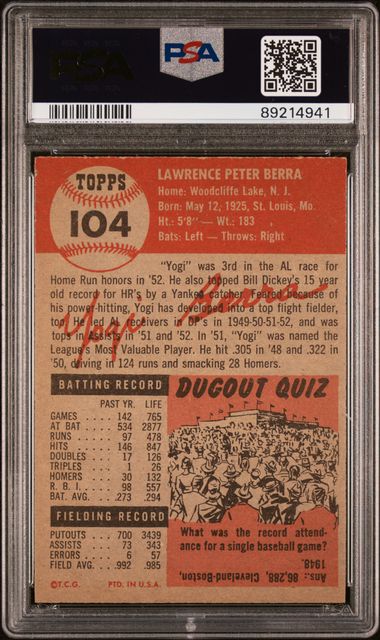 PSA
PSA
89214941
TOPPS
104
LAWRENCE PETER BERRA
Home: Woodcliffe Lake, N. J.
Born: May 12, 1925, St. Louis, Mo.
Ht.: 5'8" — Wt.: 183
Bats: Left — Throws: Right
"Yogi" was 3rd in the AL race for
Home Run honors in '52. He also topped Bill Dickey's 15
year old record for HR's by a Yankee catcher. Feared because of
his power-hitting, Yogi has developed into a top flight fielder,
too. He led AL receivers in DP's in 1949-50-51-52, and was
tops in Assists in '51 and '52. In '51, "Yogi" was named the
League's Most Valuable Player. He hit .305 in '48 and .322 in
'50, driving in 124 runs and smacking 28 Homers.
Yogi Berra
BATTING RECORD
PAST YR. LIFE
GAMES . . . . 142 765
AT BAT . . . . 534 2877
RUNS . . . . 97 478
HITS . . . . 146 847
DOUBLES . . . 17 126
TRIPLES . . . 1 26
HOMERS . . . 30 132
R. B. I. . . . . 98 557
BAT. AVG. . . . .273 .294
FIELDING RECORD
PUTOUTS . . . 700 3439
ASSISTS . . . 73 343
ERRORS . . . 6 57
FIELD AVG. . . .992 .985
©T.C.G. PTD. IN U.S.A.
DUGOUT QUIZ
What was the record attend-
ance for a single baseball game?
Ans.: 86,288, Cleveland-Boston,
1948.